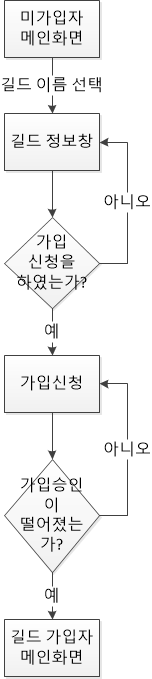 미가입자
메인화면
길드 이름 선택
길드 정보창
아니오
가입
신청을
하였는가?
예
가입신청
아니오
가입승인
이
떨어졌는
가?
예
길드 가입자
메인화면